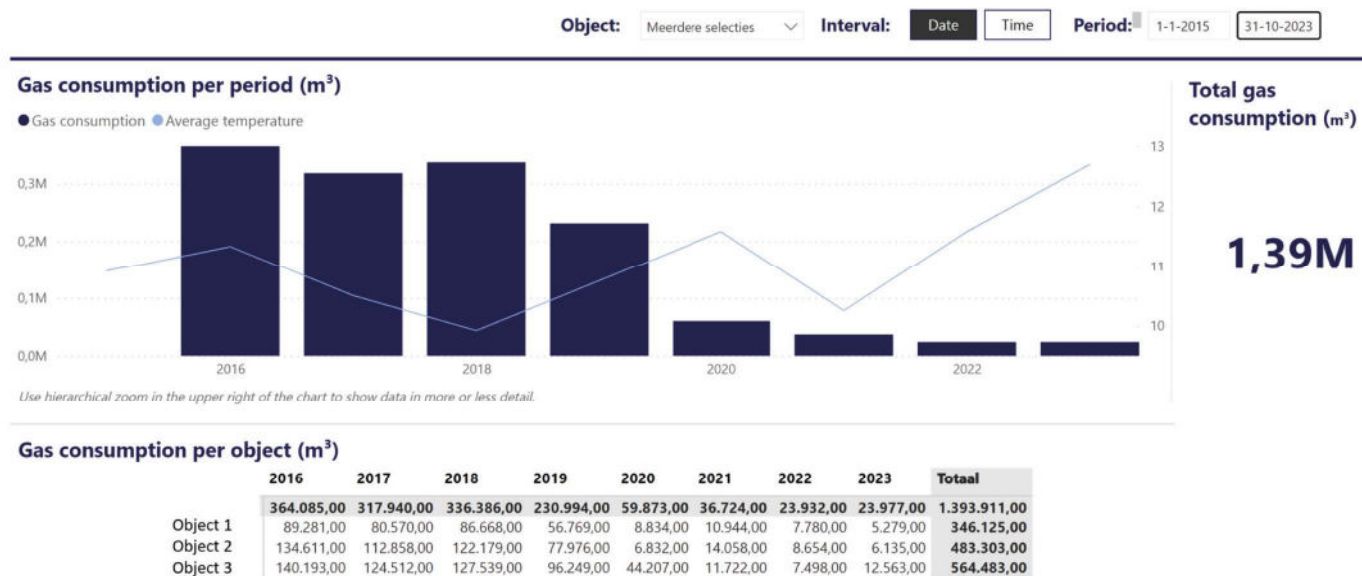 Object: Meerdere selecties Interval: Date Time Period: 1-1-2015 31-10-2023
Gas consumption per period (m³)
Gas consumption Average temperature
0,3M
0,2M
0,1M
0,0M
13
12
11
10
2016 2018 2020 2022
Use hierarchical zoom in the upper right of the chart to show data in more or less detail.
Total gas
consumption (m³)
1,39M
Gas consumption per object (m³)
2016 2017 2018 2019 2020 2021 2022 2023 Totaal
364.085,00 317.940,00 336.386,00 230.994,00 59.873,00 36.724,00 23.932,00 23.977,00 1.393.911,00
Object 1 89.281,00 80.570,00 86.668,00 56.769,00 8.834,00 10.944,00 7.780,00 5.279,00 346.125,00
Object 2 134.611,00 112.858,00 122.179,00 77.976,00 6.832,00 14.058,00 8.654,00 6.135,00 483.303,00
Object 3 140.193,00 124.512,00 127.539,00 96.249,00 44.207,00 11.722,00 7.498,00 12.563,00 564.483,00